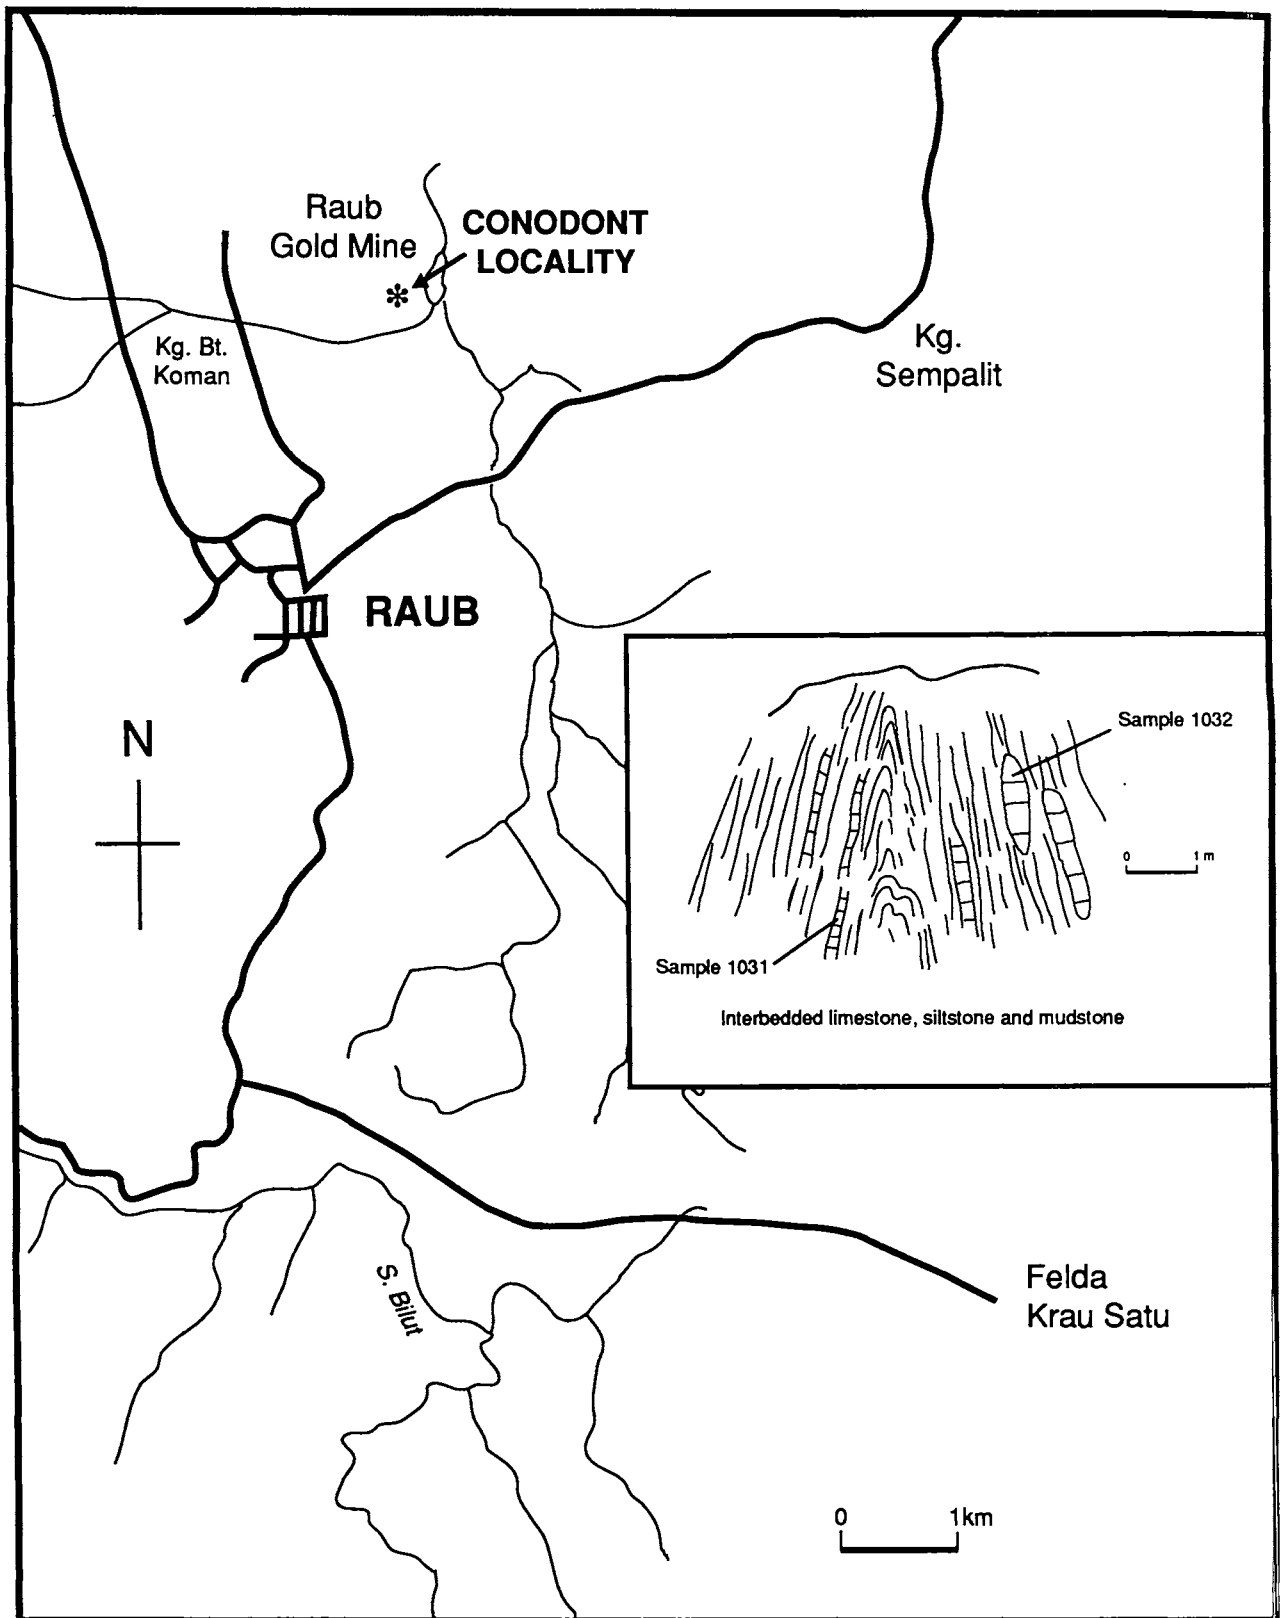 Raub
Gold Mine
CONODONT
LOCALITY
Kg. Bt.
Koman
Kg.
Sempalit
RAUB
N
Sample 1032
0 1 m
Sample 1031
Interbedded limestone, siltstone and mudstone
S. Bilut
Felda
Krau Satu
0 1km